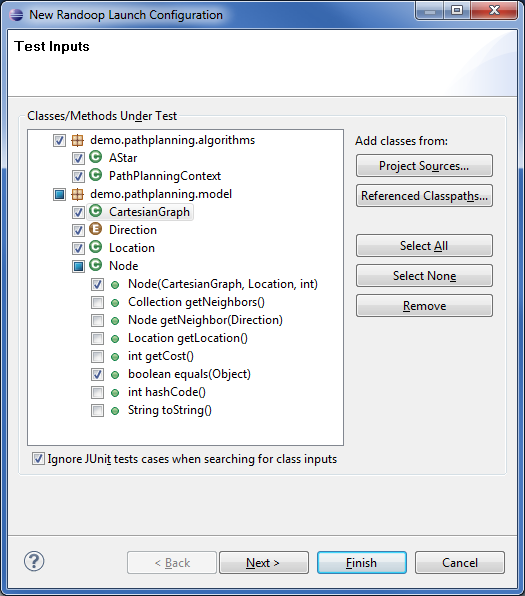 New Randoop Launch Configuration
Test Inputs
Classes/Methods Under Test
demo.pathplanning.algorithms
AStar
PathPlanningContext
demo.pathplanning.model
CartesianGraph
Direction
Location
Node
Node(CartesianGraph, Location, int)
Collection getNeighbors()
Node getNeighbor(Direction)
Location getLocation()
int getCost()
boolean equals(Object)
int hashCode()
String toString()
Add classes from:
Project Sources...
Referenced Classpaths...
Select All
Select None
Remove
Ignore JUnit tests cases when searching for class inputs
< Back
Next >
Finish
Cancel